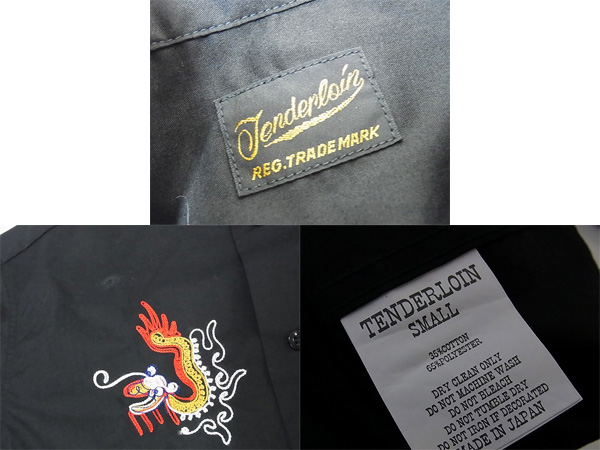 Tenderloin
REG. TRADE MARK
TENDERLOIN
SMALL
35%COTTON
65%POLYESTER
DRY CLEAN ONLY
DO NOT MACHINE WASH
DO NOT BLEACH
DO NOT TUMBLE DRY
DO NOT IRON IF DECORATED
MADE IN JAPAN